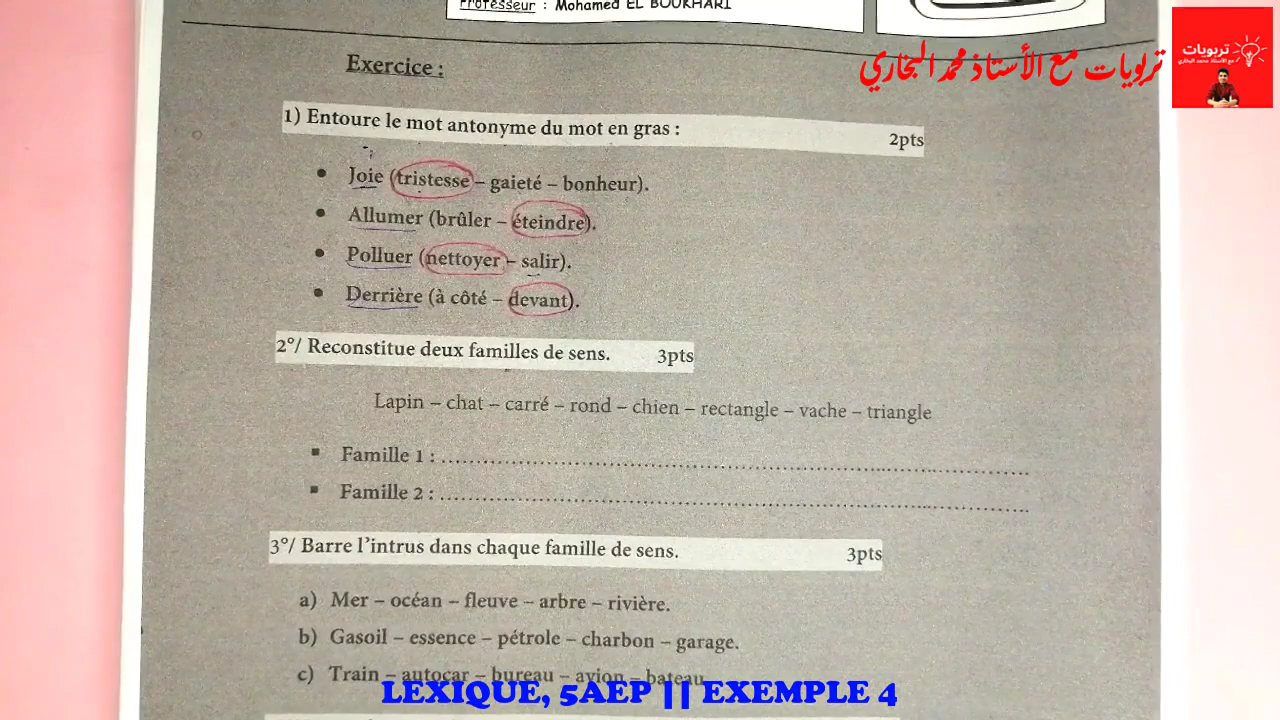 Professeur : Mohamed EL BOUKHARI
تربويات مع الأستاذ محمد البخاري
تربويات
مع الأستاذ محمد البخاري
Exercice :
1) Entoure le mot antonyme du mot en gras : 2pts
• Joie (tristesse – gaieté – bonheur).
• Allumer (brûler – éteindre).
• Polluer (nettoyer – salir).
• Derrière (à côté – devant).
2°/ Reconstitue deux familles de sens. 3pts
Lapin – chat – carré – rond – chien – rectangle – vache – triangle
▪ Famille 1 : ....................................................................................
▪ Famille 2 : ....................................................................................
3°/ Barre l’intrus dans chaque famille de sens. 3pts
a) Mer – océan – fleuve – arbre – rivière.
b) Gasoil – essence – pétrole – charbon – garage.
c) Train – autocar – bureau – avion – bateau
LEXIQUE, 5AEP || EXEMPLE 4